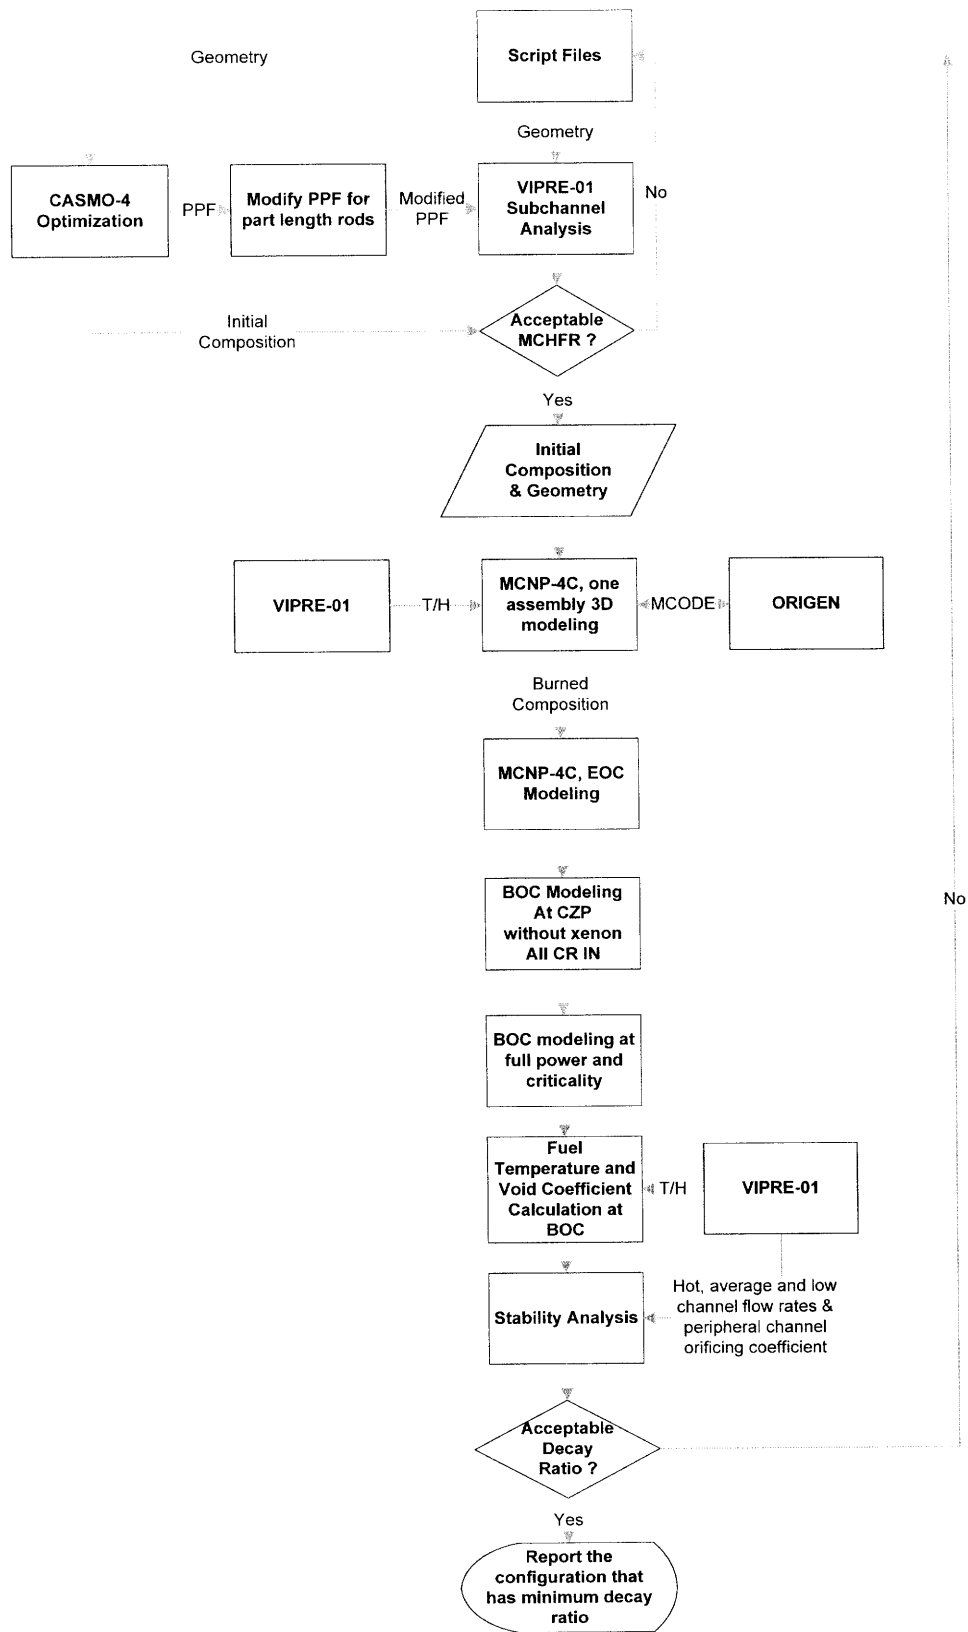 Geometry
Script Files
Geometry
CASMO-4
Optimization
PPF
Modify PPF for
part length rods
Modified
PPF
VIPRE-01
Subchannel
Analysis
No
Initial
Composition
Acceptable
MCHFR ?
Yes
Initial
Composition
& Geometry
VIPRE-01
T/H
MCNP-4C, one
assembly 3D
modeling
MCODE
ORIGEN
Burned
Composition
MCNP-4C, EOC
Modeling
BOC Modeling
At CZP
without xenon
All CR IN
No
BOC modeling at
full power and
criticality
Fuel
Temperature and
Void Coefficient
Calculation at
BOC
T/H
VIPRE-01
Stability Analysis
Hot, average and low
channel flow rates &
peripheral channel
orificing coefficient
Acceptable
Decay
Ratio ?
Yes
Report the
configuration that
has minimum decay
ratio